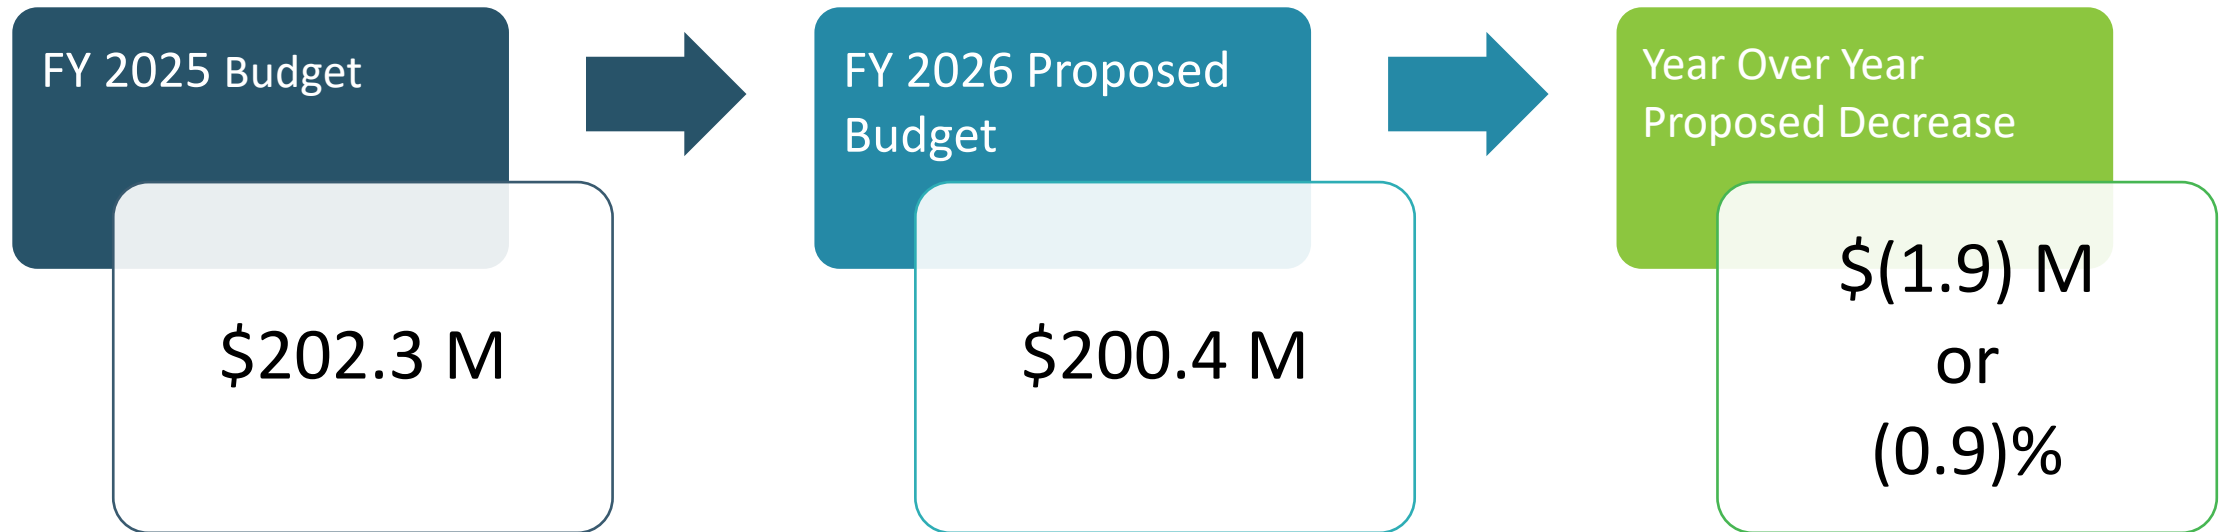 FY 2025 Budget
$202.3 M
FY 2026 Proposed
Budget
$200.4 M
Year Over Year
Proposed Decrease
$(1.9) M
or
(0.9)%